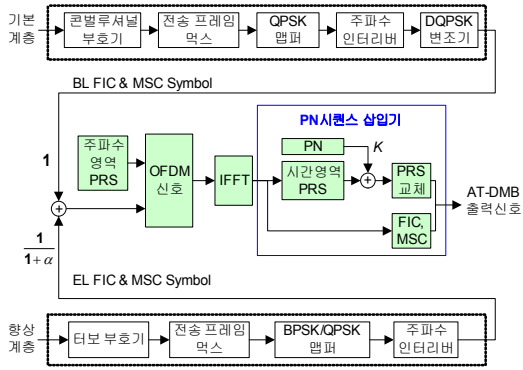 기본
계층
콘벌루셔널
부호기
전송 프레임
먹스
QPSK
맵퍼
주파수
인터리버
DQPSK
변조기
BL FIC & MSC Symbol
PN시퀀스 삽입기
1
주파수
영역
PRS
OFDM
신호
IFFT
PN
K
시간영역
PRS
PRS
교체
FIC,
MSC
AT-DMB
출력신호
1
1+α
EL FIC & MSC Symbol
향상
계층
터보 부호기
전송 프레임
먹스
BPSK/QPSK
맵퍼
주파수
인터리버